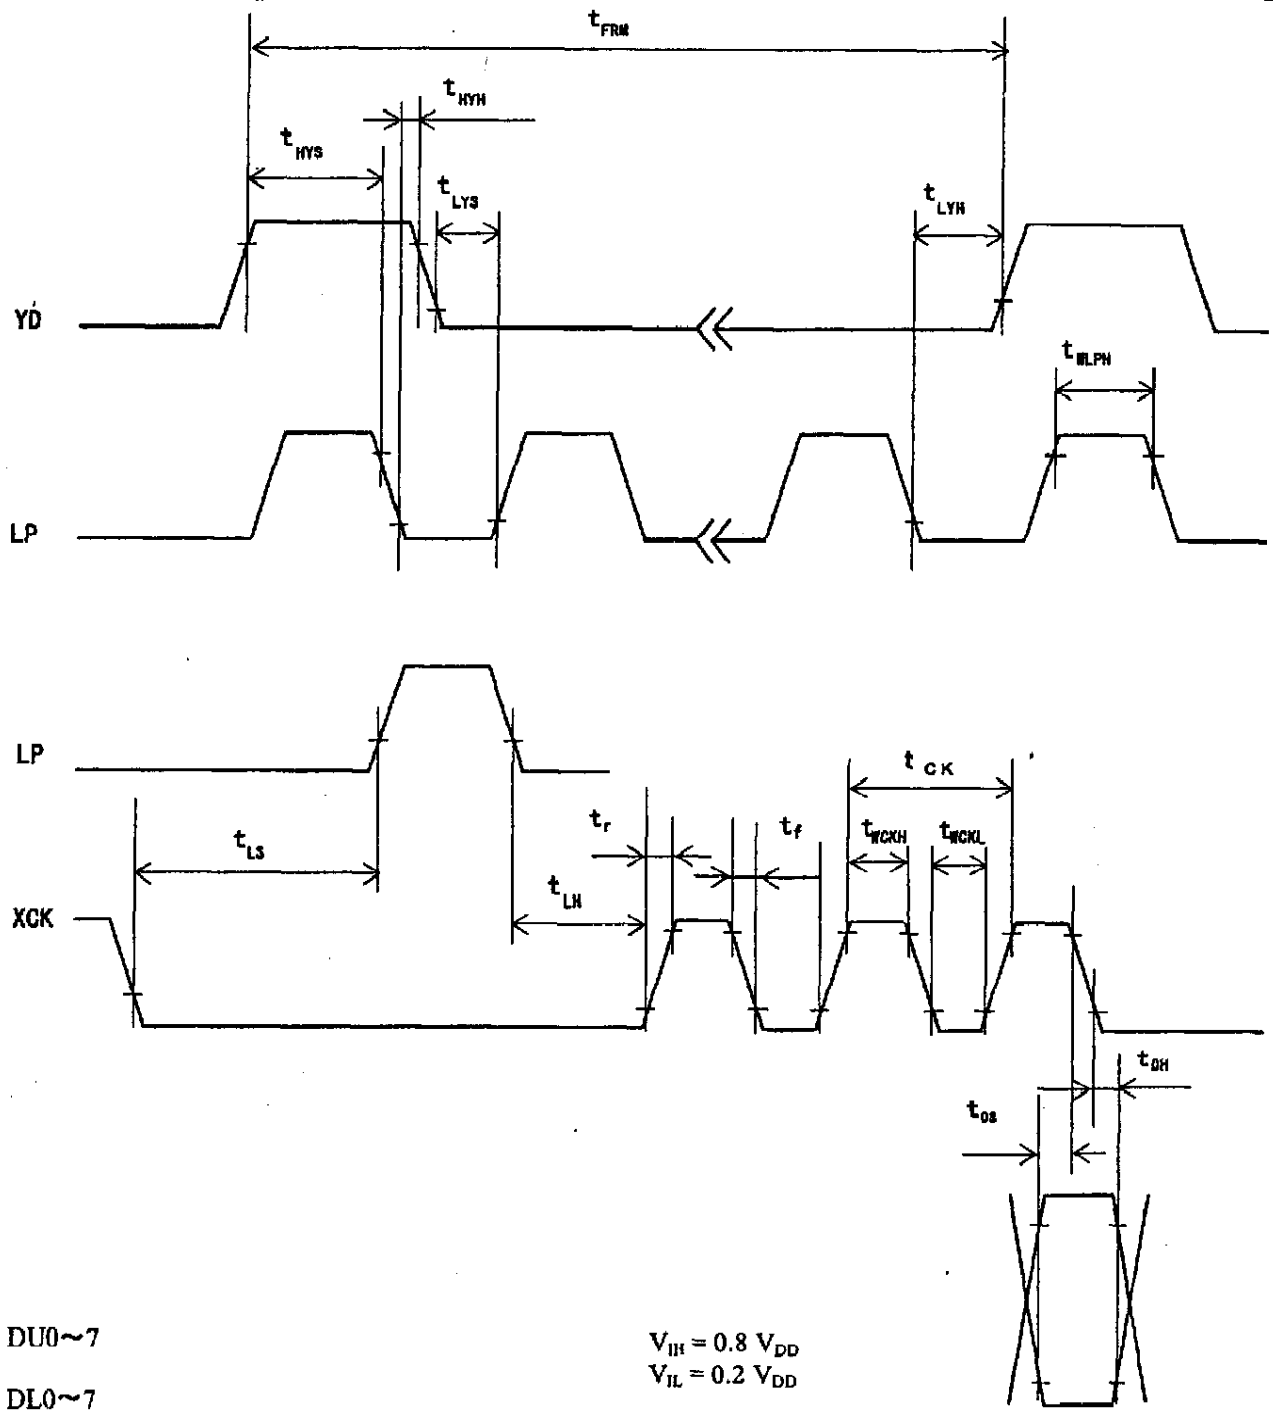 tFRM
tHYH
tHYS
tLYS
tLYH
YD
tWLPH
LP
LP
tCK
tr
tf
tWCKH
tWCKL
tLS
tLH
XCK
tDH
tDS
DU0~7
VIH = 0.8 VDD
VIL = 0.2 VDD
DL0~7